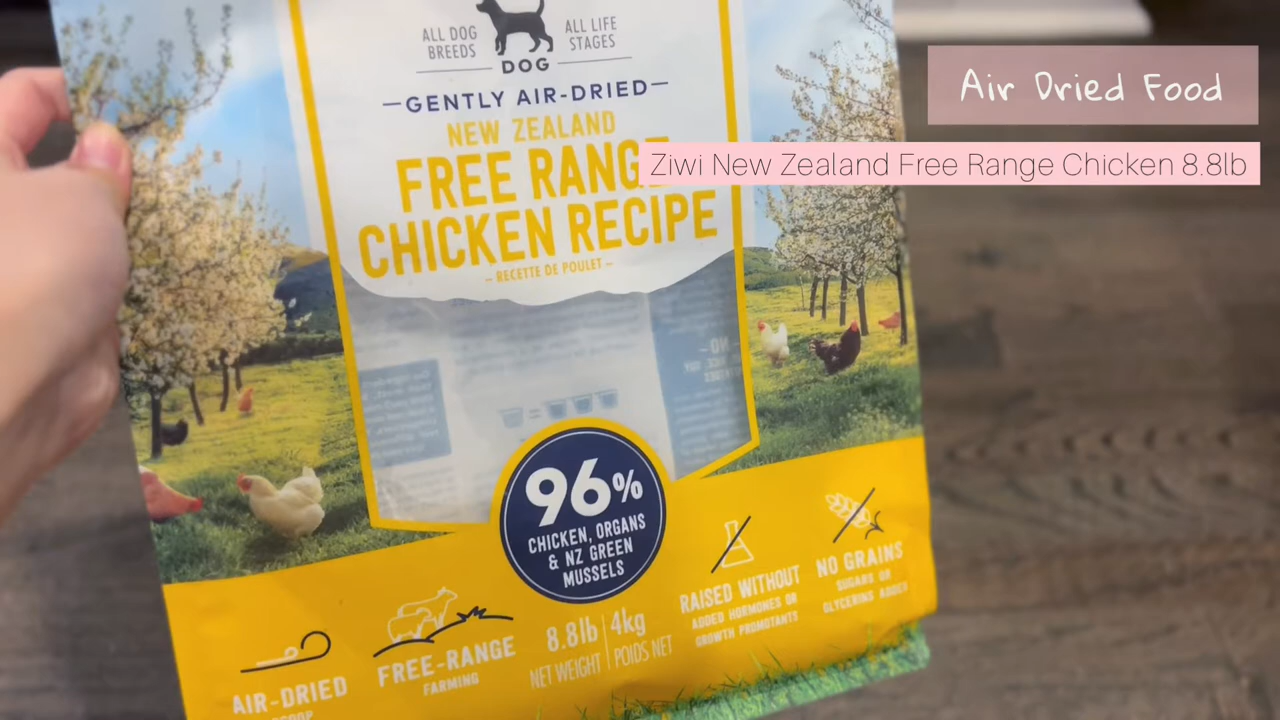 ALL DOG
BREEDS
ALL LIFE
STAGES
DOG
—GENTLY AIR-DRIED—
NEW ZEALAND
FREE RANGE
CHICKEN RECIPE
– RECETTE DE POULET –
Air Dried Food
Ziwi New Zealand Free Range Chicken 8.8lb
96%
CHICKEN, ORGANS
& NZ GREEN
MUSSELS
AIR-DRIED
FREE-RANGE
FARMING
8.8lb | 4kg
NET WEIGHT | POIDS NET
RAISED WITHOUT
ADDED HORMONES OR
GROWTH PROMOTANTS
NO GRAINS
SUGARS OR
GLYCERINS ADDED